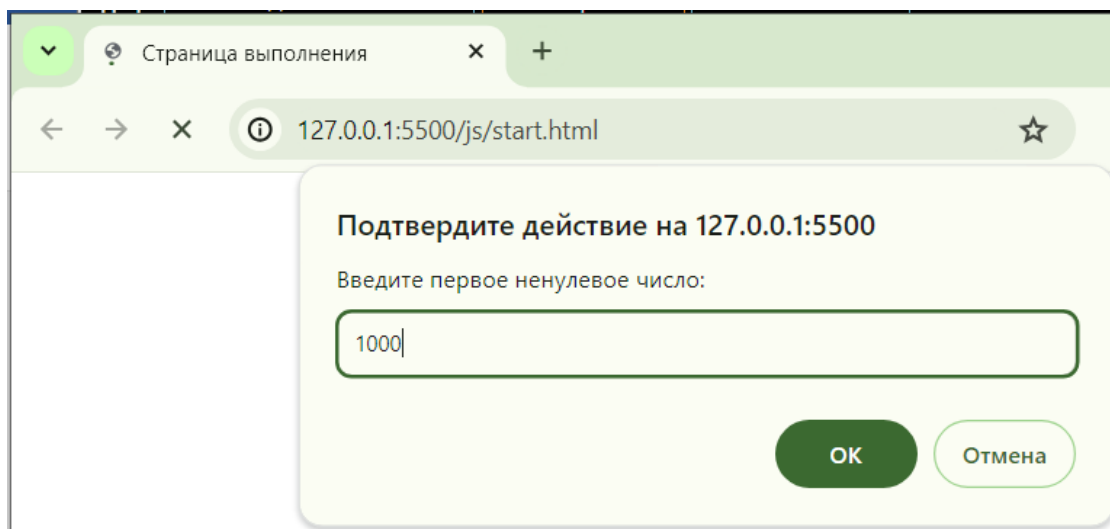 Страница выполнения
127.0.0.1:5500/js/start.html
Подтвердите действие на 127.0.0.1:5500
Введите первое ненулевое число:
1000
ОК Отмена